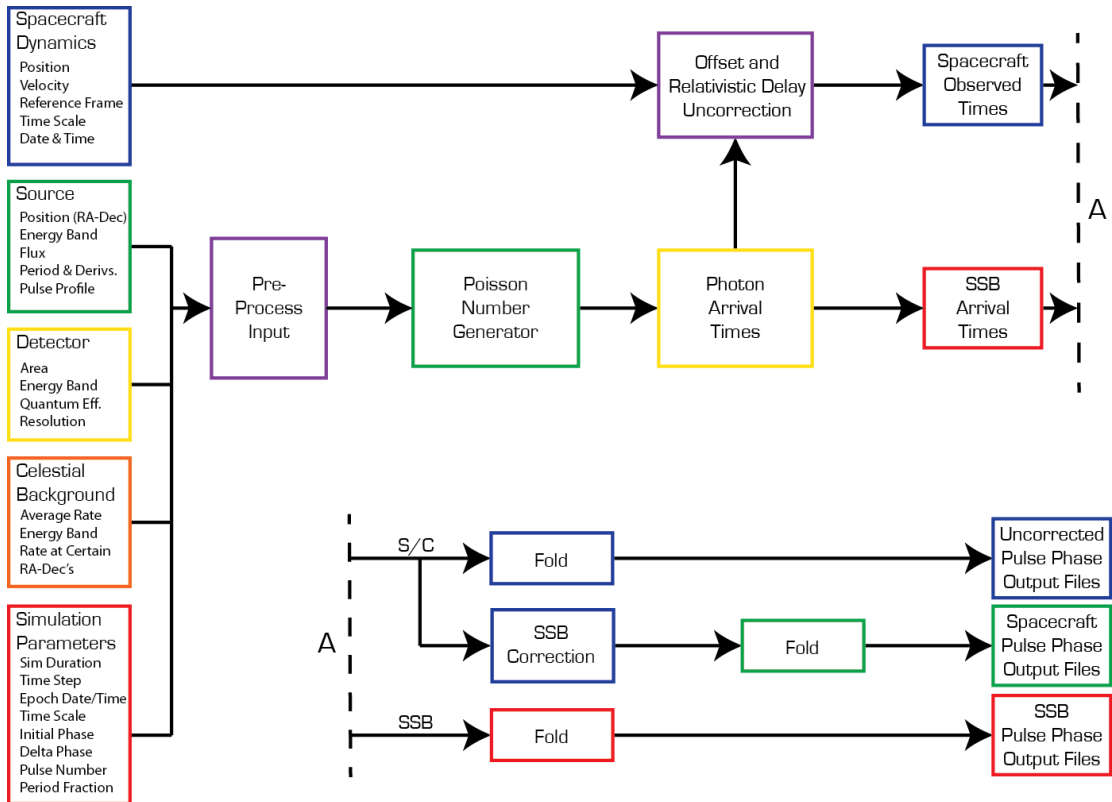 Spacecraft
Dynamics
Position
Velocity
Reference Frame
Time Scale
Date & Time
Offset and
Relativistic Delay
Uncorrection
Spacecraft
Observed
Times
Source
Position (RA-Dec)
Energy Band
Flux
Period & Derivs.
Pulse Profile
Pre-
Process
Input
Poisson
Number
Generator
Photon
Arrival
Times
SSB
Arrival
Times
A
Detector
Area
Energy Band
Quantum Eff.
Resolution
Celestial
Background
Average Rate
Energy Band
Rate at Certain
RA-Dec's
Simulation
Parameters
Sim Duration
Time Step
Epoch Date/Time
Time Scale
Initial Phase
Delta Phase
Pulse Number
Period Fraction
A
S/C
Fold
Uncorrected
Pulse Phase
Output Files
SSB
Correction
Fold
Spacecraft
Pulse Phase
Output Files
SSB
Fold
SSB
Pulse Phase
Output Files